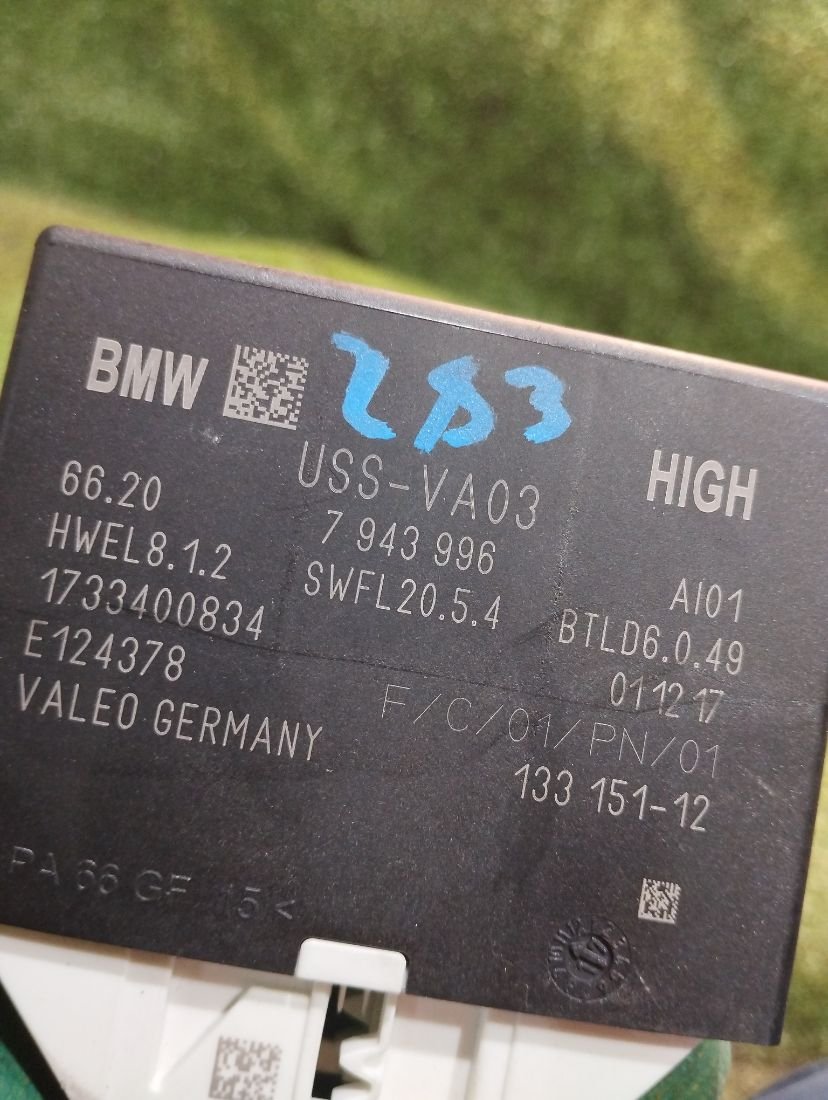 BMW
283
USS-VA03
HIGH
66.20
7 943 996
HWEL8.1.2
SWFL20.5.4
AI01
1733400834
BTLD6.0.49
E124378
01 12 17
VALEO GERMANY
F/C/01/PN/01
133 151-12
PA 66 GF 15<